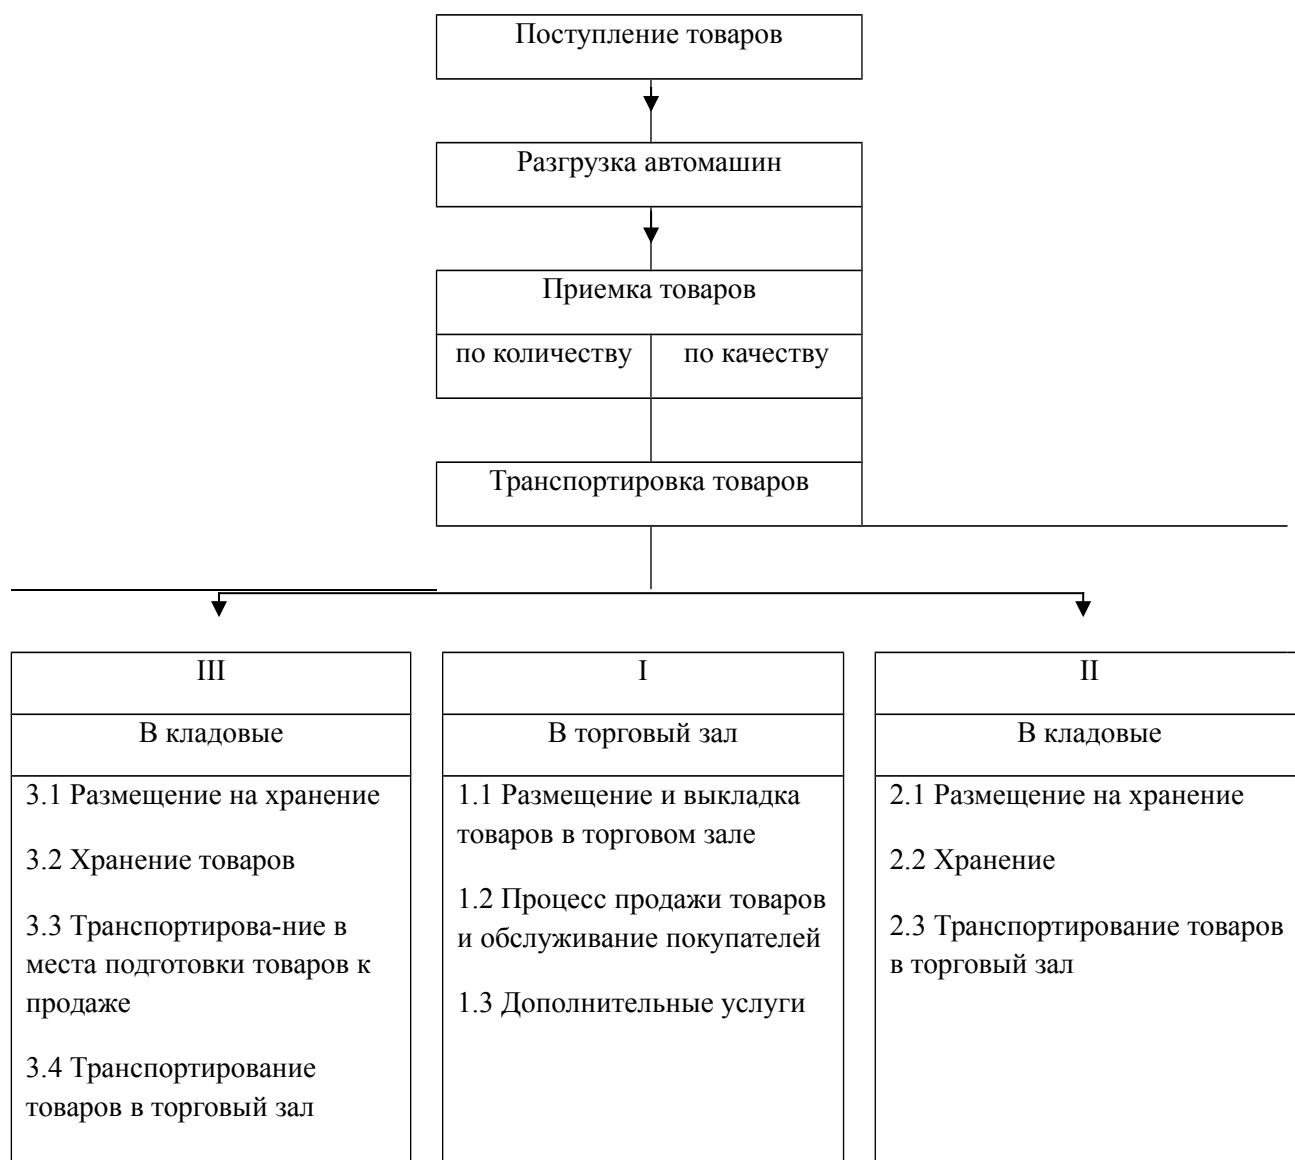 Поступление товаров
Разгрузка автомашин
Приемка товаров
по количеству
по качеству
Транспортировка товаров
III
В кладовые
3.1 Размещение на хранение
3.2 Хранение товаров
3.3 Транспортирова-ние в
места подготовки товаров к
продаже
3.4 Транспортирование
товаров в торговый зал
I
В торговый зал
1.1 Размещение и выкладка
товаров в торговом зале
1.2 Процесс продажи товаров
и обслуживание покупателей
1.3 Дополнительные услуги
II
В кладовые
2.1 Размещение на хранение
2.2 Хранение
2.3 Транспортирование товаров
в торговый зал